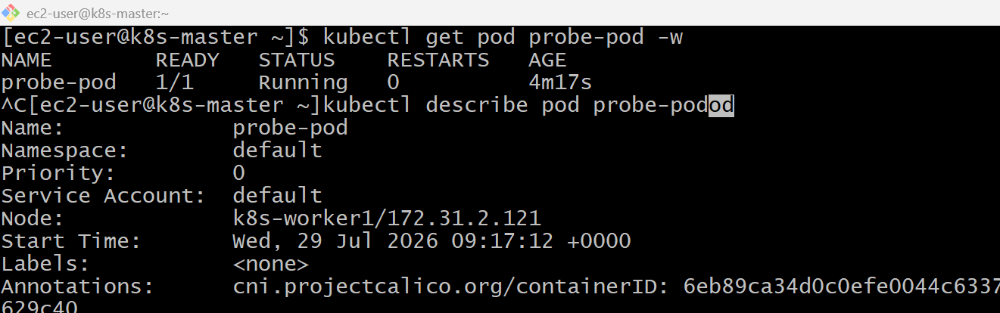 ec2-user@k8s-master:~
[ec2-user@k8s-master ~]$ kubectl get pod probe-pod -w
NAME        READY   STATUS    RESTARTS   AGE
probe-pod   1/1     Running   0          4m17s
^C[ec2-user@k8s-master ~]kubectl describe pod probe-podod
Name:             probe-pod
Namespace:        default
Priority:         0
Service Account:  default
Node:             k8s-worker1/172.31.2.121
Start Time:       Wed, 29 Jul 2026 09:17:12 +0000
Labels:           <none>
Annotations:      cni.projectcalico.org/containerID: 6eb89ca34d0c0efe0044c6337
629c40